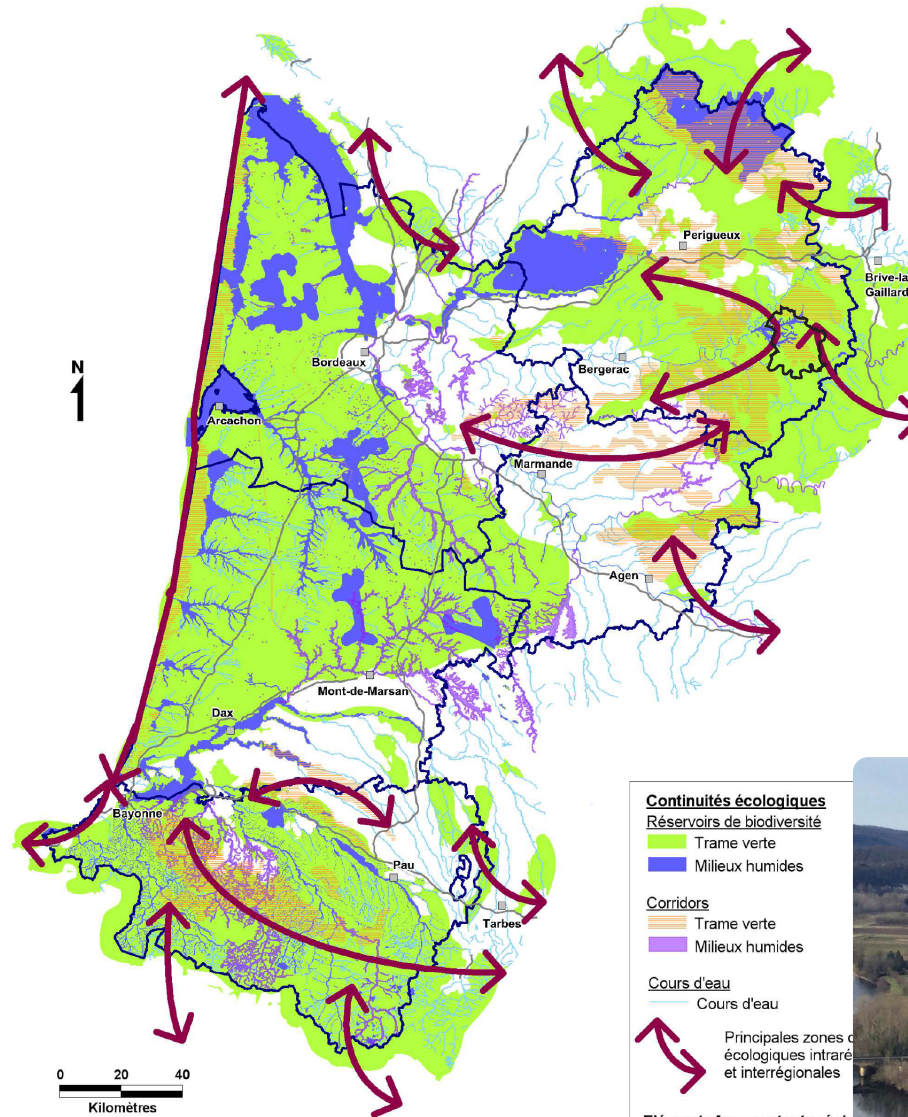 Perigueux
Brive-la
Gaillard
Bordeaux
Bergerac
N
Arcachon
Marmande
Agen
Mont-de-Marsan
Dax
Bayonne
Pau
Tarbes
Continuités écologiques
Réservoirs de biodiversité
Trame verte
Milieux humides
Corridors
Trame verte
Milieux humides
Cours d'eau
Cours d'eau
Principales zones
écologiques intraré
et interrégionales
0 20 40
Kilomètres